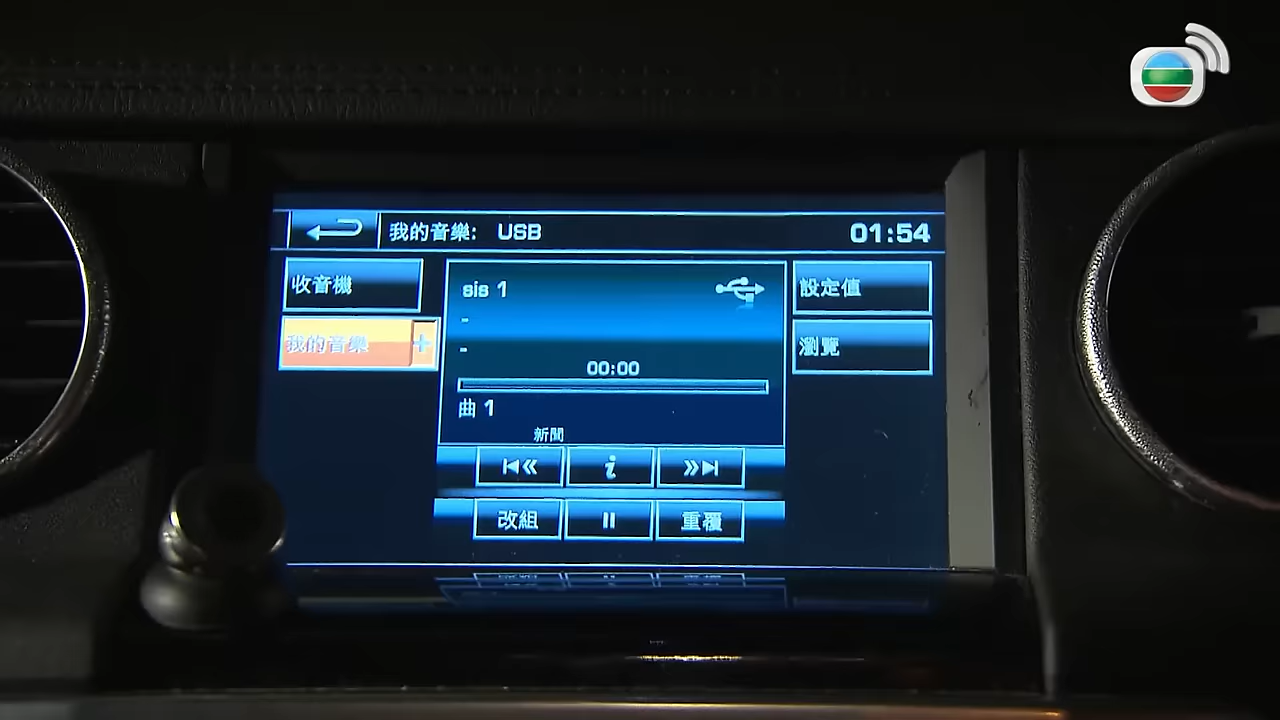 我的音樂: USB
01:54
收音機
我的音樂 +
sis 1
-
-
00:00
曲 1
新聞
設定值
瀏覽
i
改組
重覆